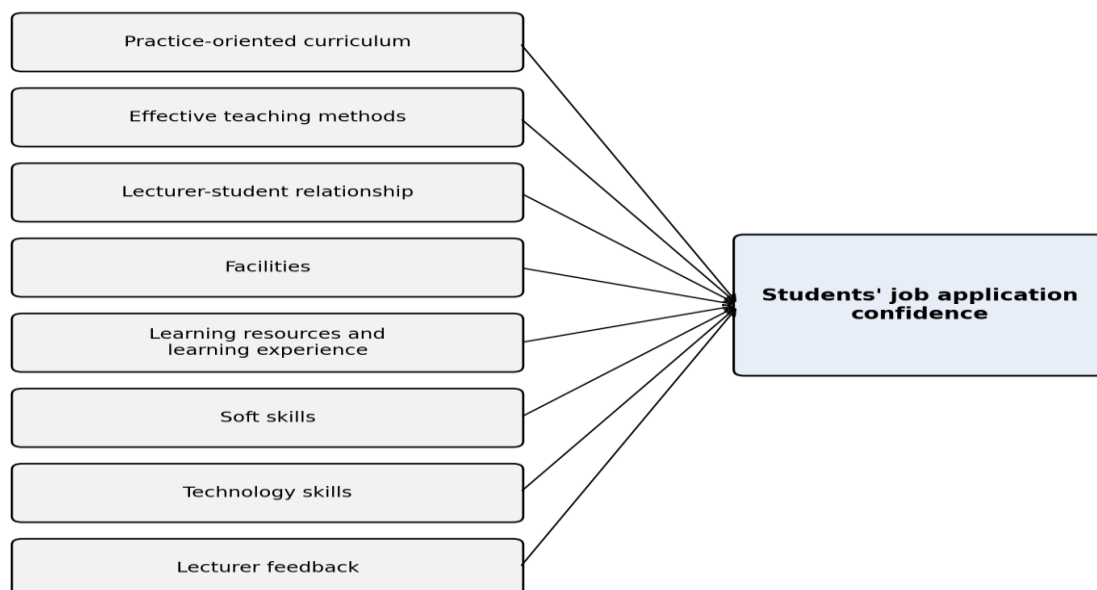 Practice-oriented curriculum
Effective teaching methods
Lecturer-student relationship
Facilities
Learning resources and
learning experience
Soft skills
Technology skills
Lecturer feedback
Students' job application
confidence